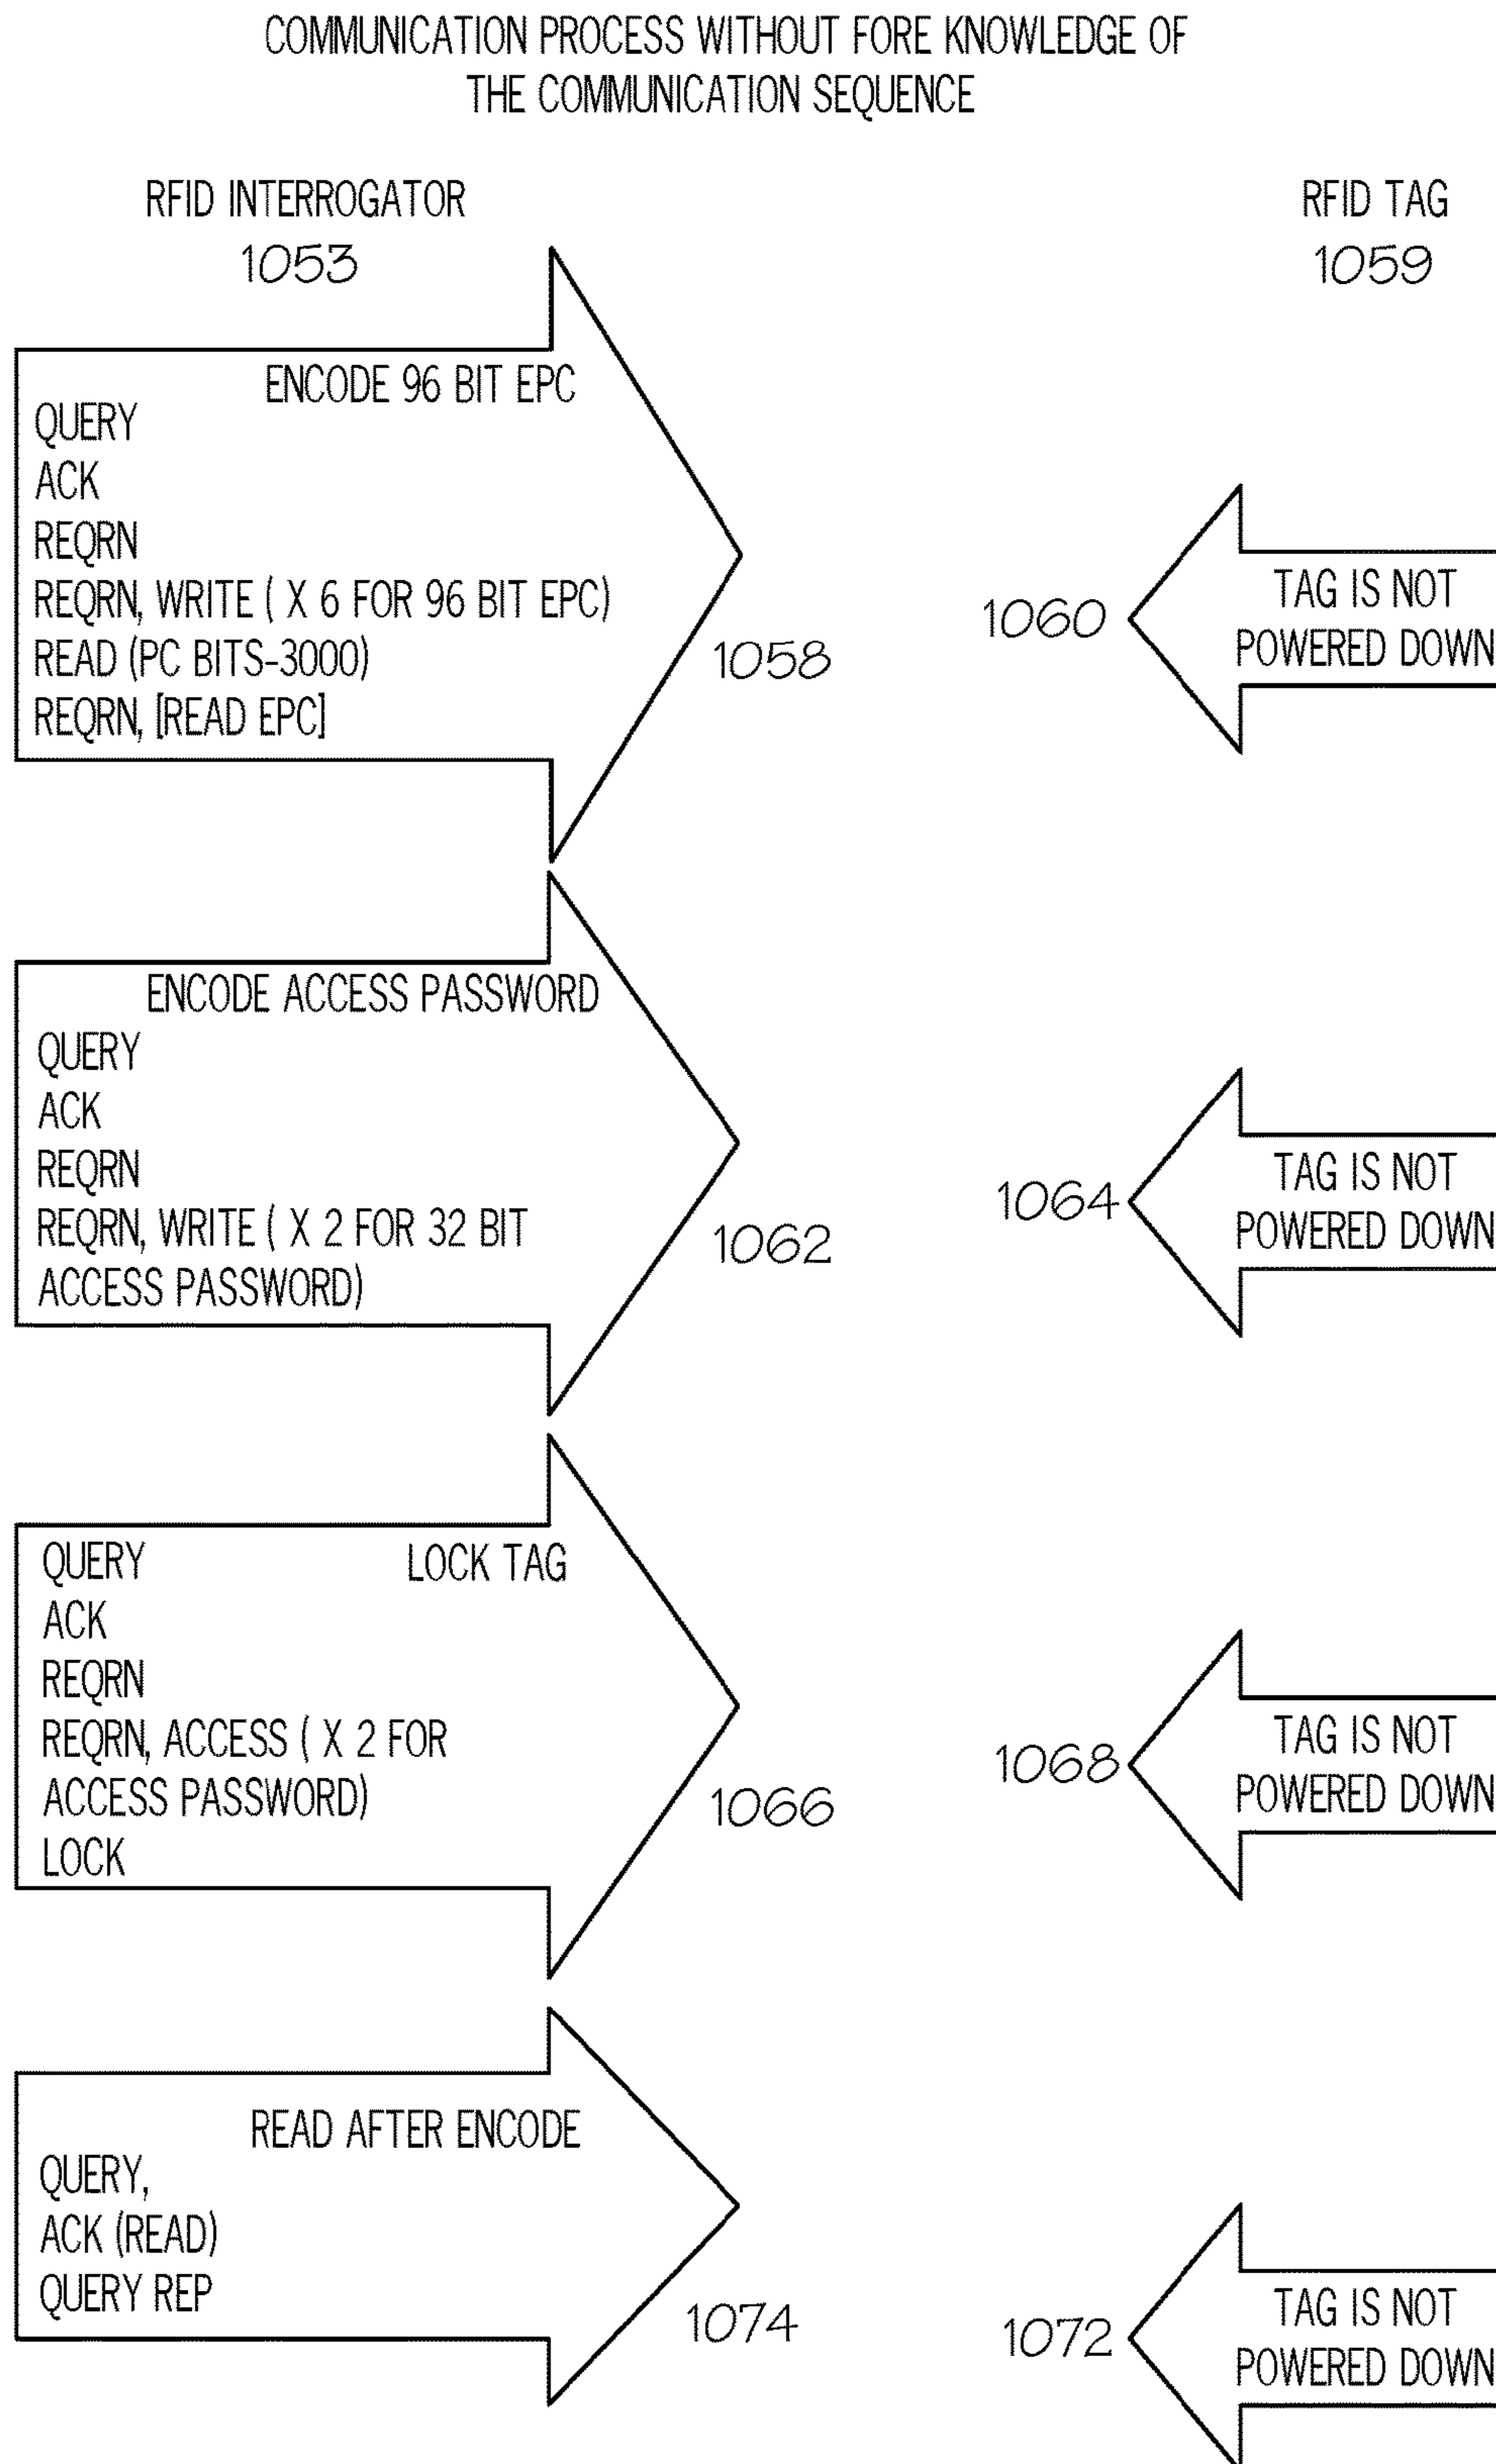 COMMUNICATION PROCESS WITHOUT FORE KNOWLEDGE OF
THE COMMUNICATION SEQUENCE
RFID INTERROGATOR
1053
RFID TAG
1059
ENCODE 96 BIT EPC
QUERY
ACK
REQRN
REQRN, WRITE ( X 6 FOR 96 BIT EPC)
READ (PC BITS-3000)
REQRN, [READ EPC]
1058
1060
TAG IS NOT
POWERED DOWN
ENCODE ACCESS PASSWORD
QUERY
ACK
REQRN
REQRN, WRITE ( X 2 FOR 32 BIT
ACCESS PASSWORD)
1062
1064
TAG IS NOT
POWERED DOWN
QUERY
LOCK TAG
ACK
REQRN
REQRN, ACCESS ( X 2 FOR
ACCESS PASSWORD)
LOCK
1066
1068
TAG IS NOT
POWERED DOWN
READ AFTER ENCODE
QUERY,
ACK (READ)
QUERY REP
1074
1072
TAG IS NOT
POWERED DOWN